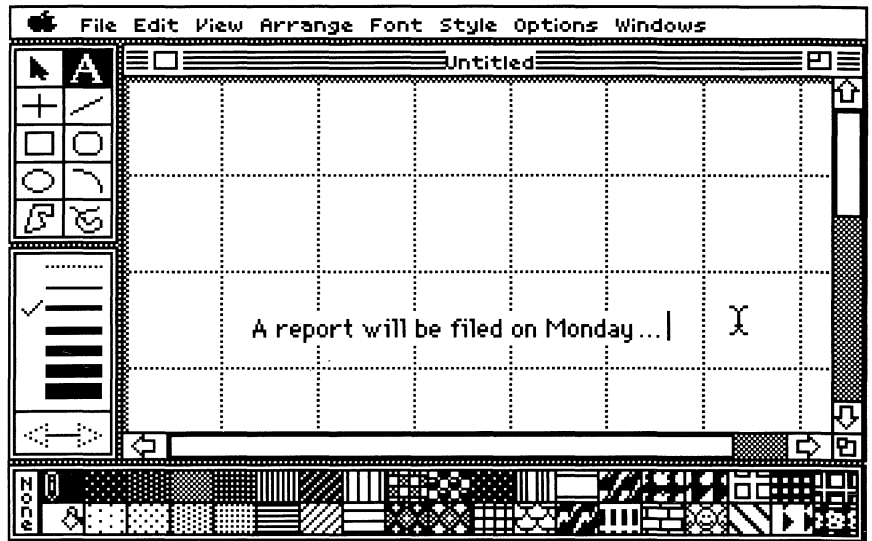 File Edit View Arrange Font Style Options Windows
Untitled
A
A report will be filed on Monday...
None